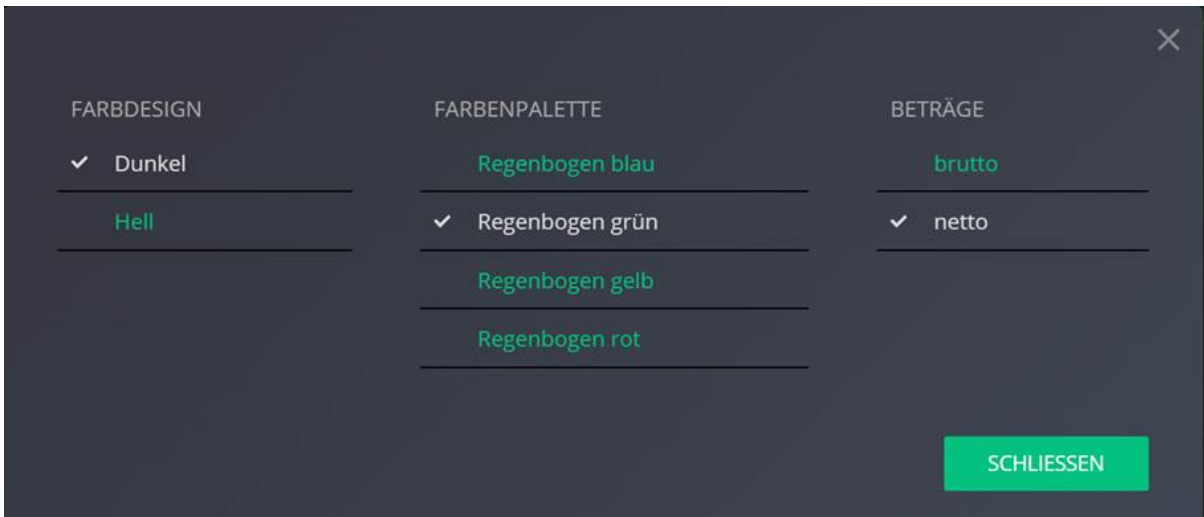 FARBDESIGN
Dunkel
Hell
FARBENPALETTE
Regenbogen blau
Regenbogen grün
Regenbogen gelb
Regenbogen rot
BETRÄGE
brutto
netto
SCHLIESSEN